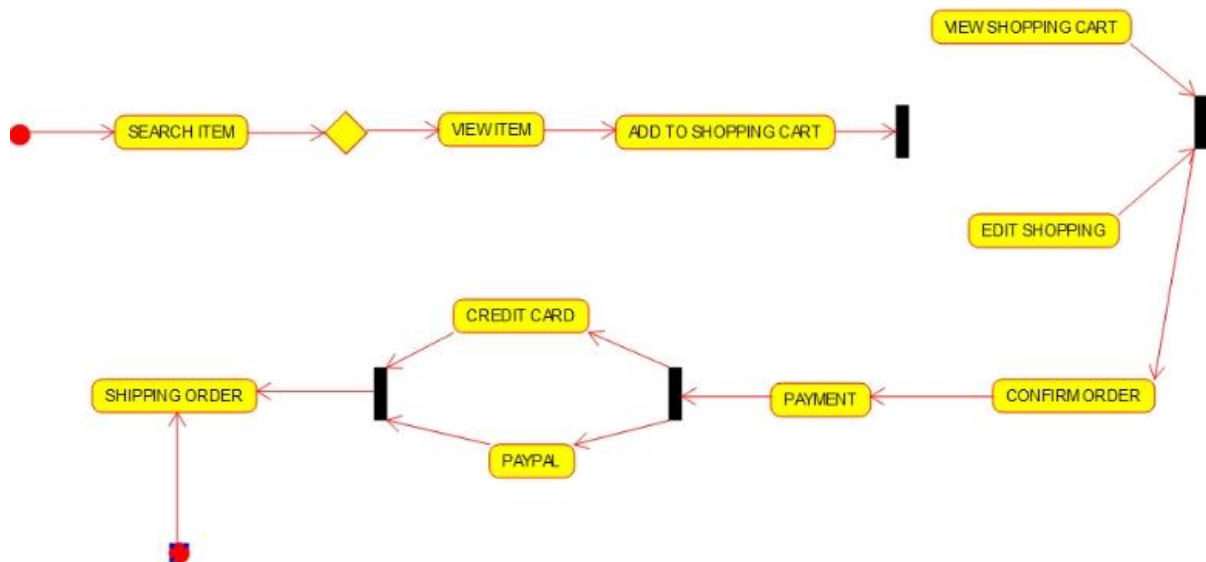 VIEW SHOPPING CART
SEARCH ITEM
VIEW ITEM
ADD TO SHOPPING CART
EDIT SHOPPING
CREDIT CARD
SHIPPING ORDER
PAYMENT
CONFIRM ORDER
PAYPAL